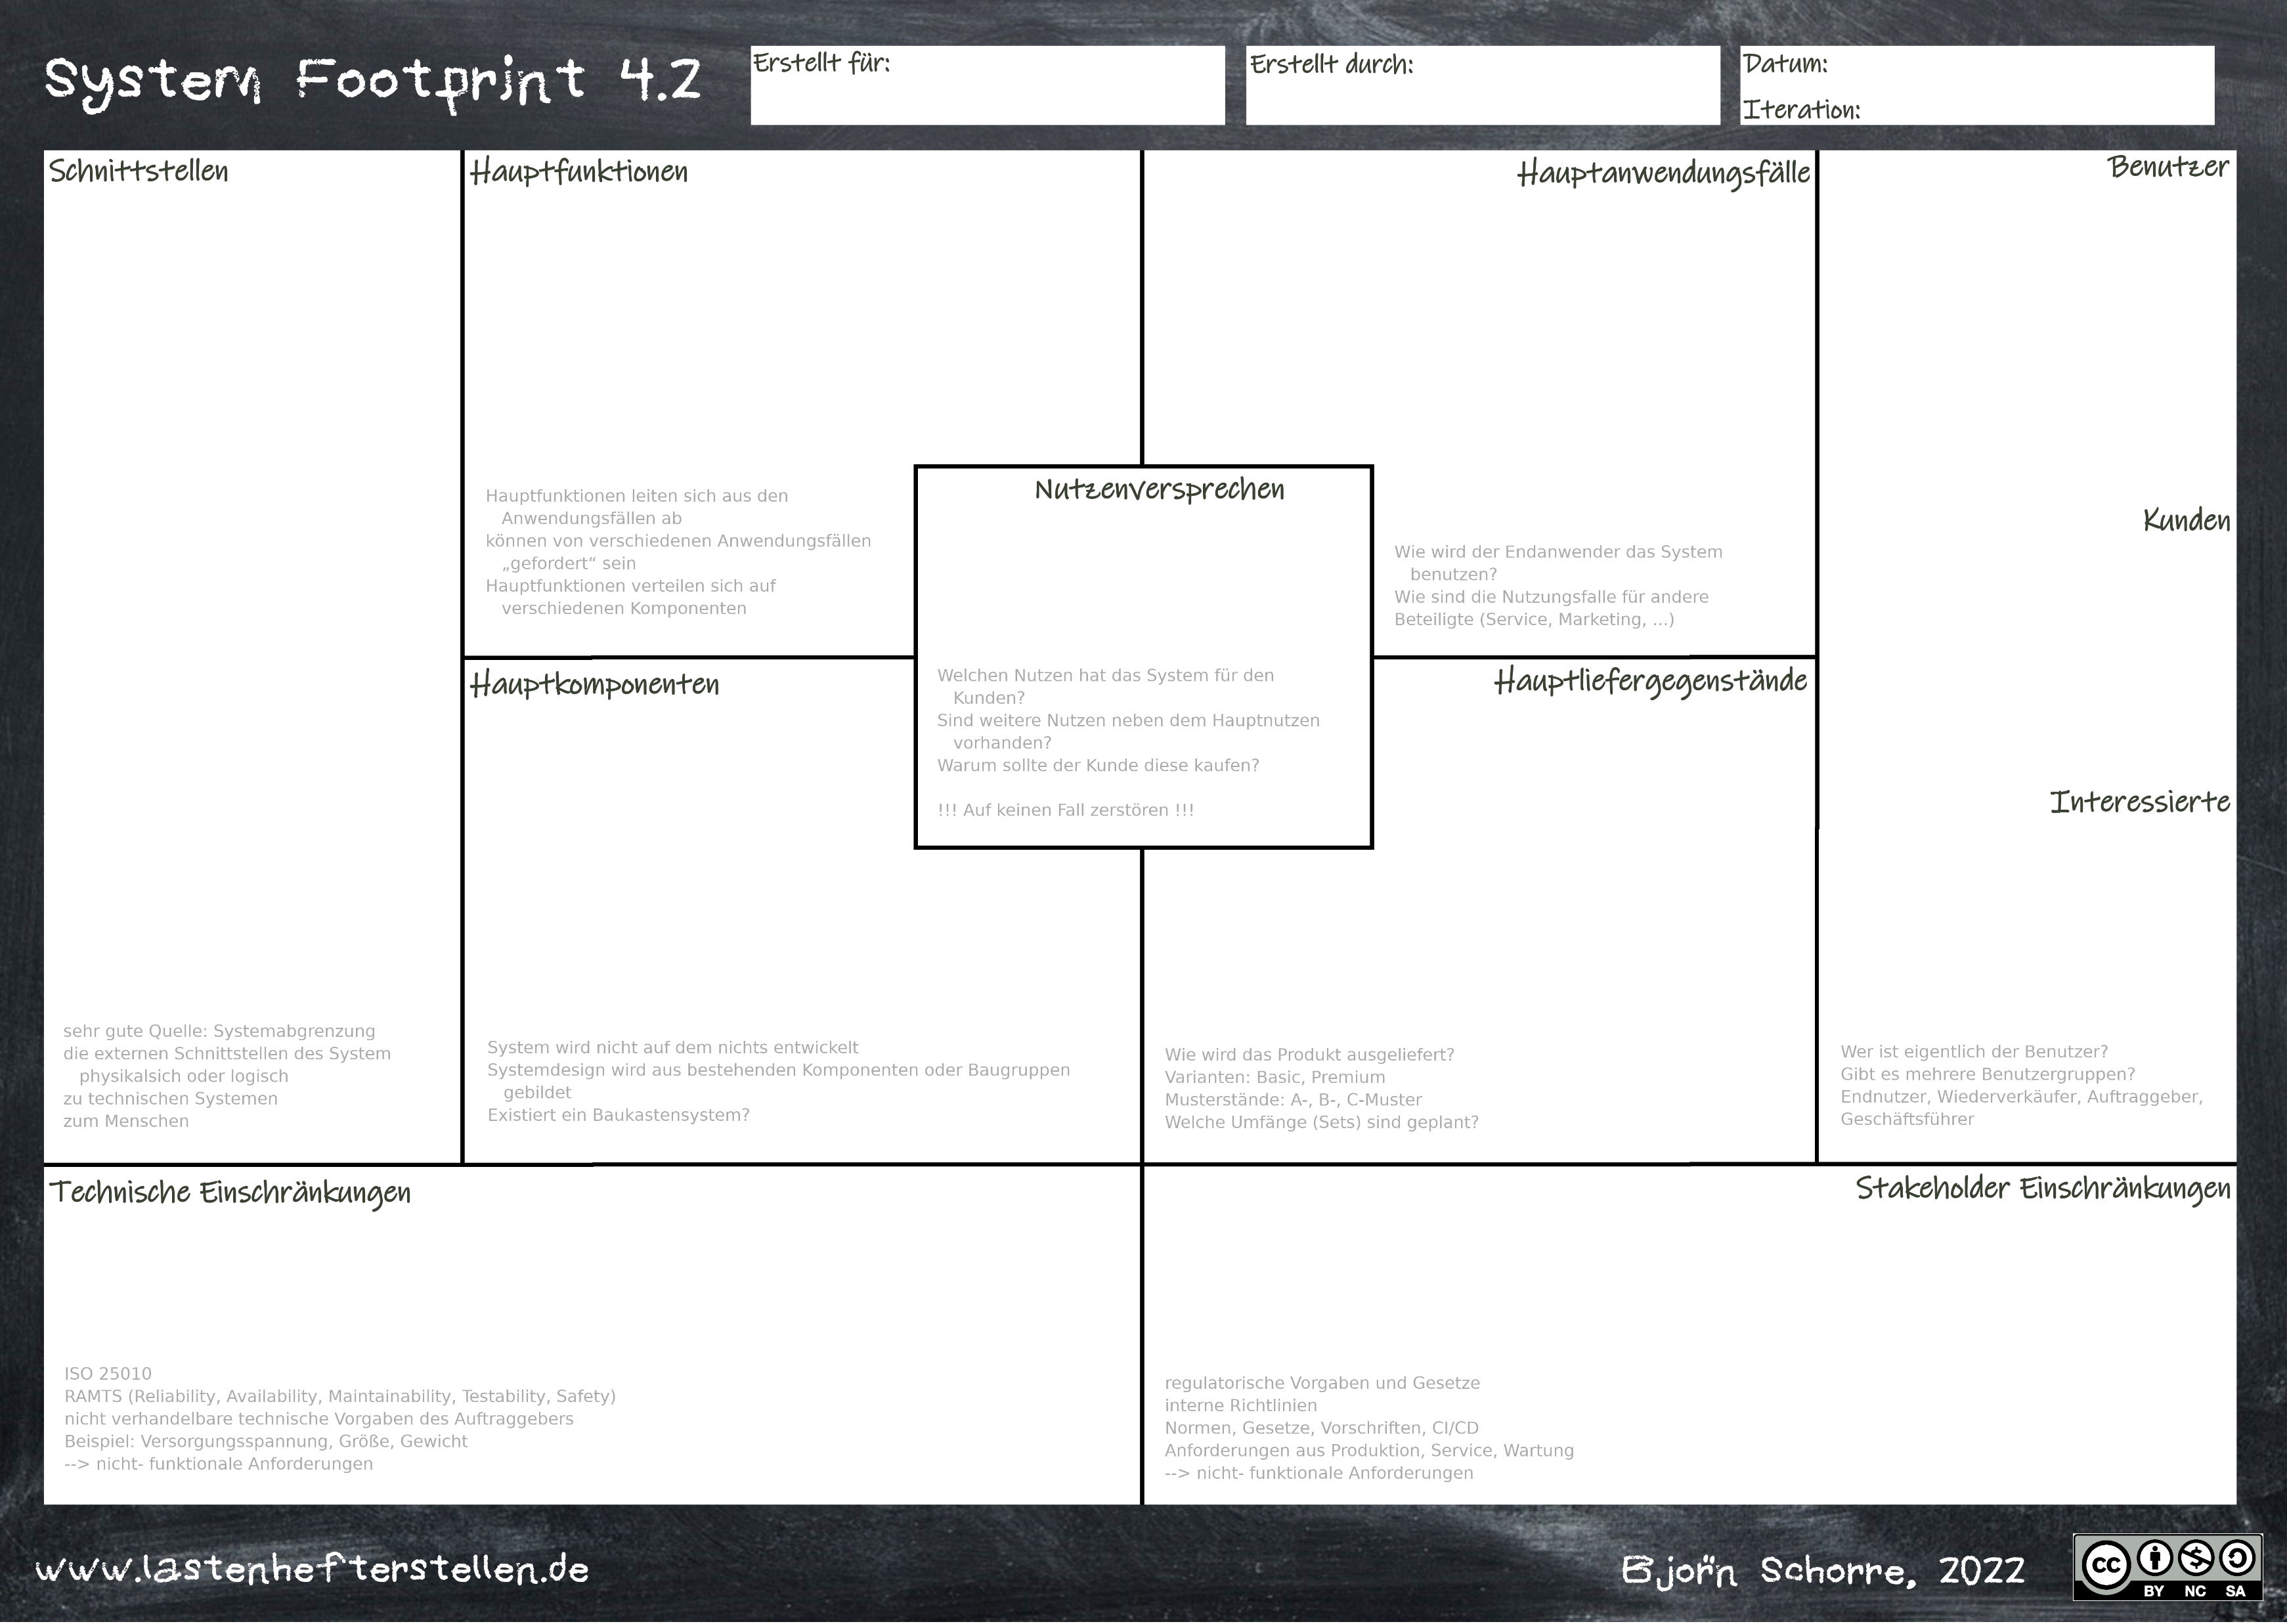 System Footprint 4.2
Erstellt für:
Erstellt durch:
Datum:
Iteration:
Schnittstellen
sehr gute Quelle: Systemabgrenzung
die externen Schnittstellen des System
physikalsich oder logisch
zu technischen Systemen
zum Menschen
Hauptfunktionen
Hauptfunktionen leiten sich aus den
Anwendungsfällen ab
können von verschiedenen Anwendungsfällen
„gefordert“ sein
Hauptfunktionen verteilen sich auf
verschiedenen Komponenten
Hauptkomponenten
System wird nicht auf dem nichts entwickelt
Systemdesign wird aus bestehenden Komponenten oder Baugruppen
gebildet
Existiert ein Baukastensystem?
Nutzenversprechen
Welchen Nutzen hat das System für den
Kunden?
Sind weitere Nutzen neben dem Hauptnutzen
vorhanden?
Warum sollte der Kunde diese kaufen?
!!! Auf keinen Fall zerstören !!!
Hauptanwendungsfälle
Wie wird der Endanwender das System
benutzen?
Wie sind die Nutzungsfalle für andere
Beteiligte (Service, Marketing, ...)
Hauptliefergegenstände
Wie wird das Produkt ausgeliefert?
Varianten: Basic, Premium
Musterstände: A-, B-, C-Muster
Welche Umfänge (Sets) sind geplant?
Benutzer
Kunden
Interessierte
Wer ist eigentlich der Benutzer?
Gibt es mehrere Benutzergruppen?
Endnutzer, Wiederverkäufer, Auftraggeber,
Geschäftsführer
Technische Einschränkungen
ISO 25010
RAMTS (Reliability, Availability, Maintainability, Testability, Safety)
nicht verhandelbare technische Vorgaben des Auftraggebers
Beispiel: Versorgungsspannung, Größe, Gewicht
--> nicht- funktionale Anforderungen
Stakeholder Einschränkungen
regulatorische Vorgaben und Gesetze
interne Richtlinien
Normen, Gesetze, Vorschriften, CI/CD
Anforderungen aus Produktion, Service, Wartung
--> nicht- funktionale Anforderungen
www.lastenhefterstellen.de
Björn Schorre, 2022
cc
BY NC SA